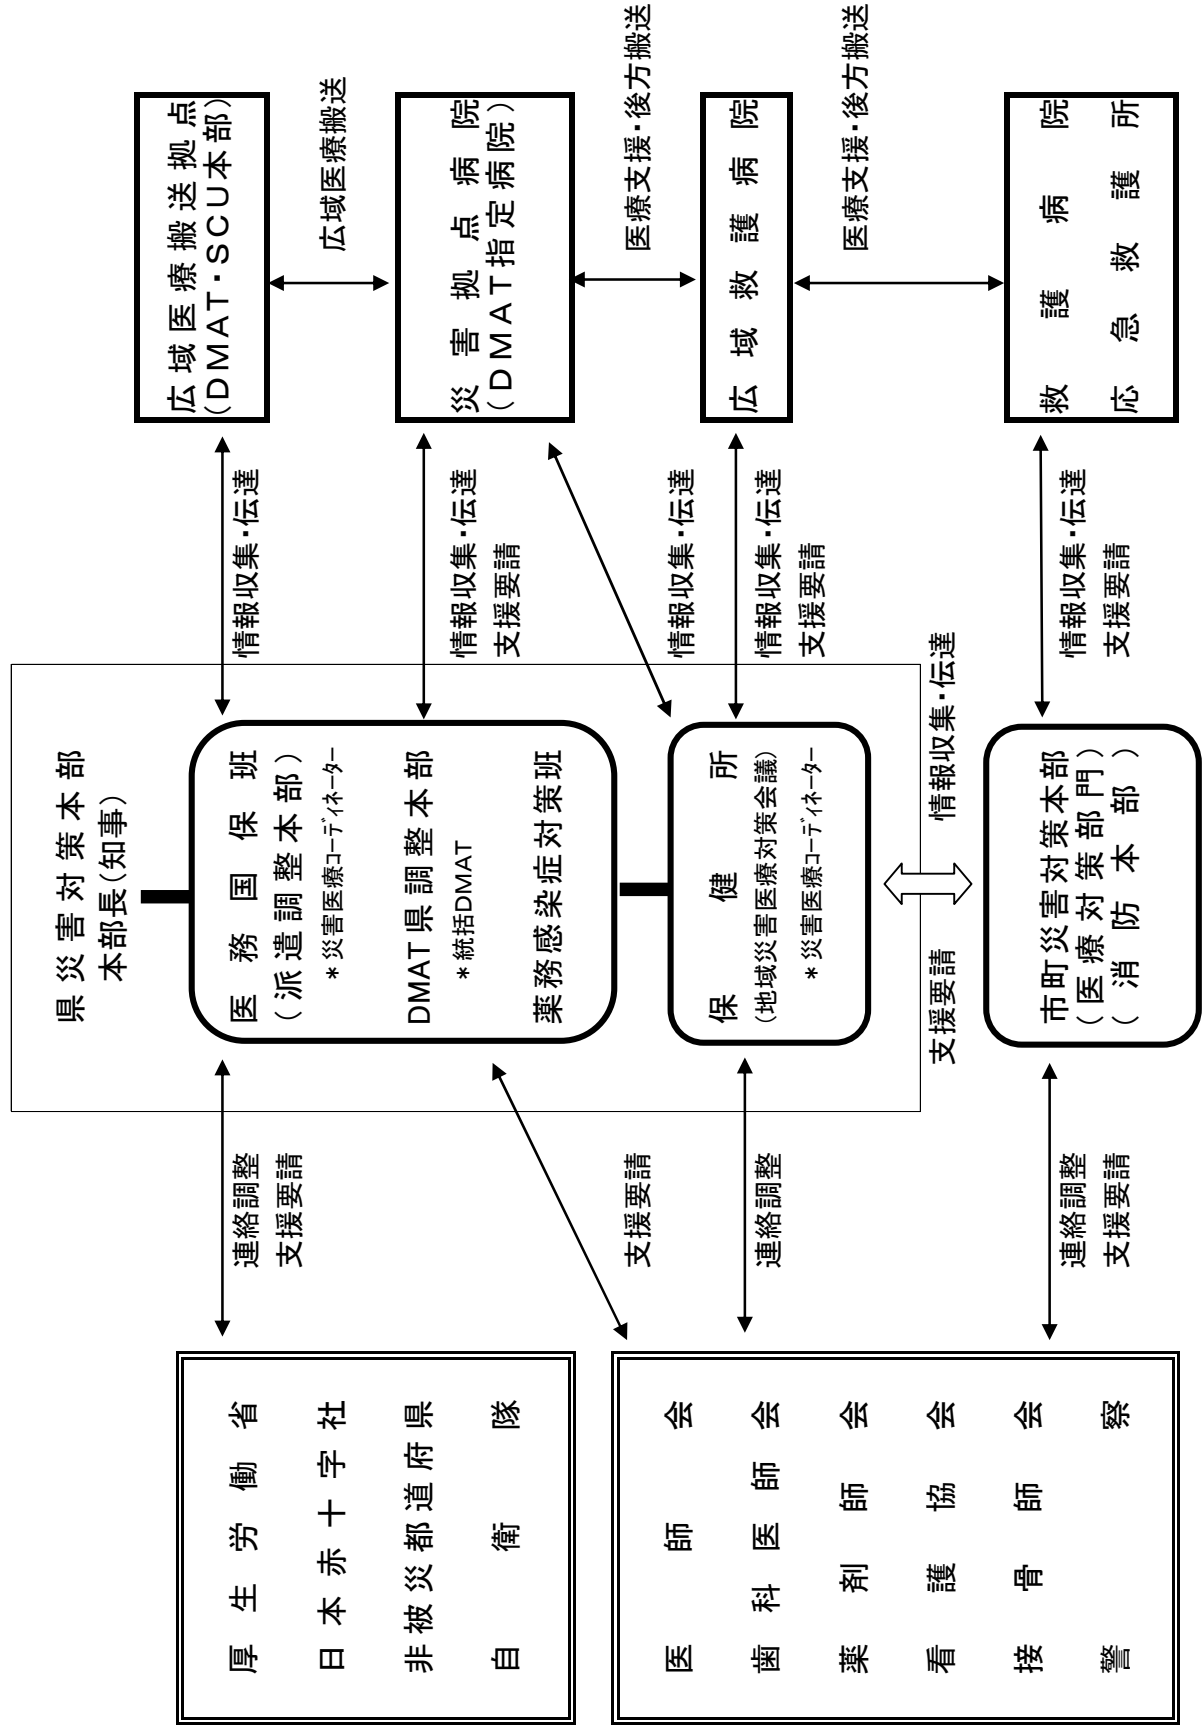 県災害対策本部
本部長(知事)
厚生労働省
日本赤十字社
非被災都道府県
自衛隊
連絡調整
支援要請
医務国保班
(派遣調整本部)
*災害医療コーディネーター
DMAT県調整本部
*統括DMAT
薬務感染症対策班
情報収集・伝達
広域医療搬送拠点
(DMAT・SCU本部)
広域医療搬送
情報収集・伝達
支援要請
災害拠点病院
(DMAT指定病院)
支援要請
情報収集・伝達
医療支援・後方搬送
医師会
歯科医師会
薬剤師会
看護協会
接骨師会
警察
連絡調整
保健所
(地域災害医療対策会議)
*災害医療コーディネーター
情報収集・伝達
支援要請
広域救護病院
医療支援・後方搬送
支援要請
情報収集・伝達
連絡調整
支援要請
市町災害対策本部
(医療対策部門)
(消防本部)
情報収集・伝達
支援要請
救護病院
応急救護所